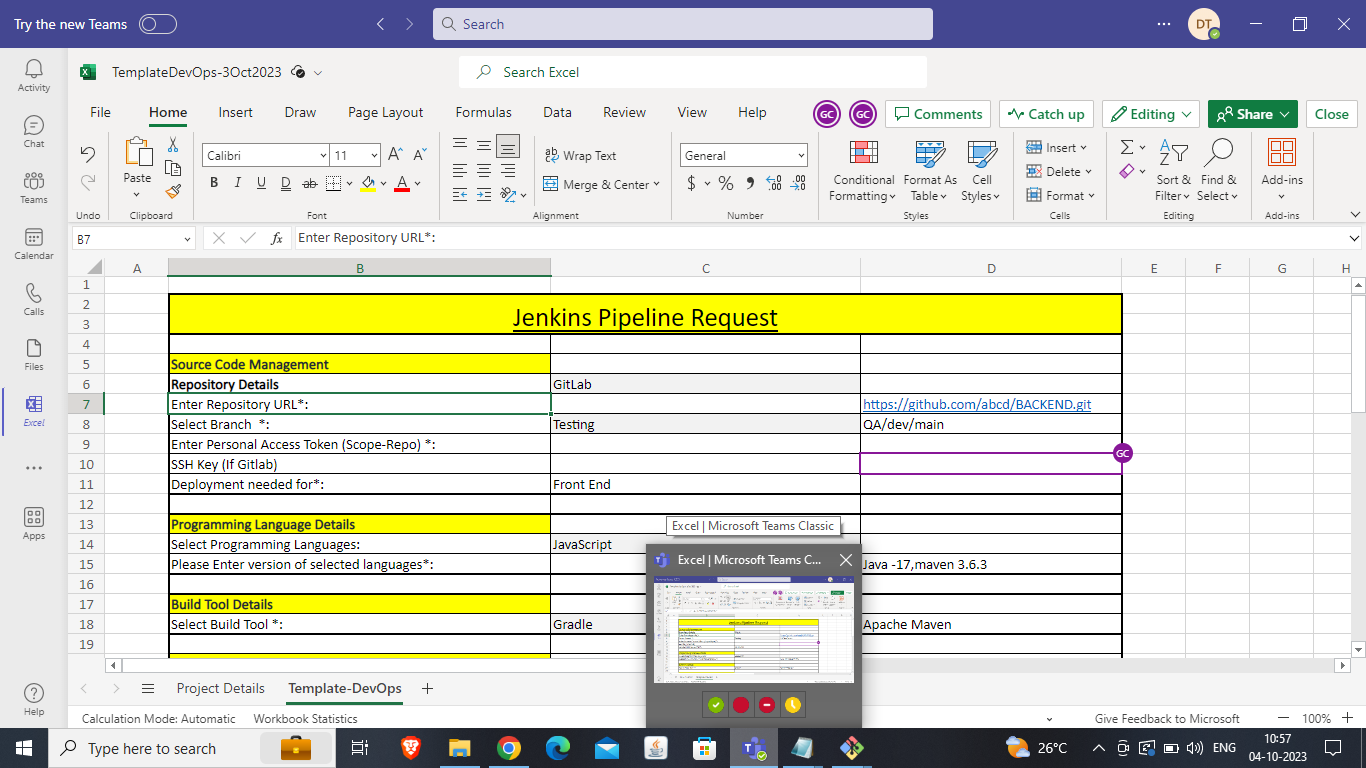 Try the new Teams
Search
DT
Activity
Chat
Teams
Calendar
Calls
Files
Excel
Apps
Help
TemplateDevOps-3Oct2023
Search Excel
File Home Insert Draw Page Layout Formulas Data Review View Help
GC GC Comments Catch up Editing Share Close
Paste
Calibri 11
B I U D ab
Wrap Text
Merge & Center
General
$ % 9 .00
Conditional Formatting
Format As Table
Cell Styles
Insert
Delete
Format
Sort & Filter
Find & Select
Add-ins
Undo Clipboard Font Alignment Number Styles Cells Editing Add-ins
B7 fx Enter Repository URL*:
A B C D E F G H
1
2
Jenkins Pipeline Request
3
4
5 Source Code Management
6 Repository Details GitLab
7 Enter Repository URL*: https://github.com/abcd/BACKEND.git
8 Select Branch *: Testing QA/dev/main
9 Enter Personal Access Token (Scope-Repo) *:
GC
10 SSH Key (If Gitlab)
11 Deployment needed for*: Front End
12
13 Programming Language Details
Excel | Microsoft Teams Classic
14 Select Programming Languages: JavaScript
Excel | Microsoft Teams C...
15 Please Enter version of selected languages*: Java -17,maven 3.6.3
16
17 Build Tool Details
18 Select Build Tool *: Gradle Apache Maven
19
Project Details Template-DevOps
Calculation Mode: Automatic Workbook Statistics
Give Feedback to Microsoft 100%
Type here to search
26°C
ENG
10:57
04-10-2023